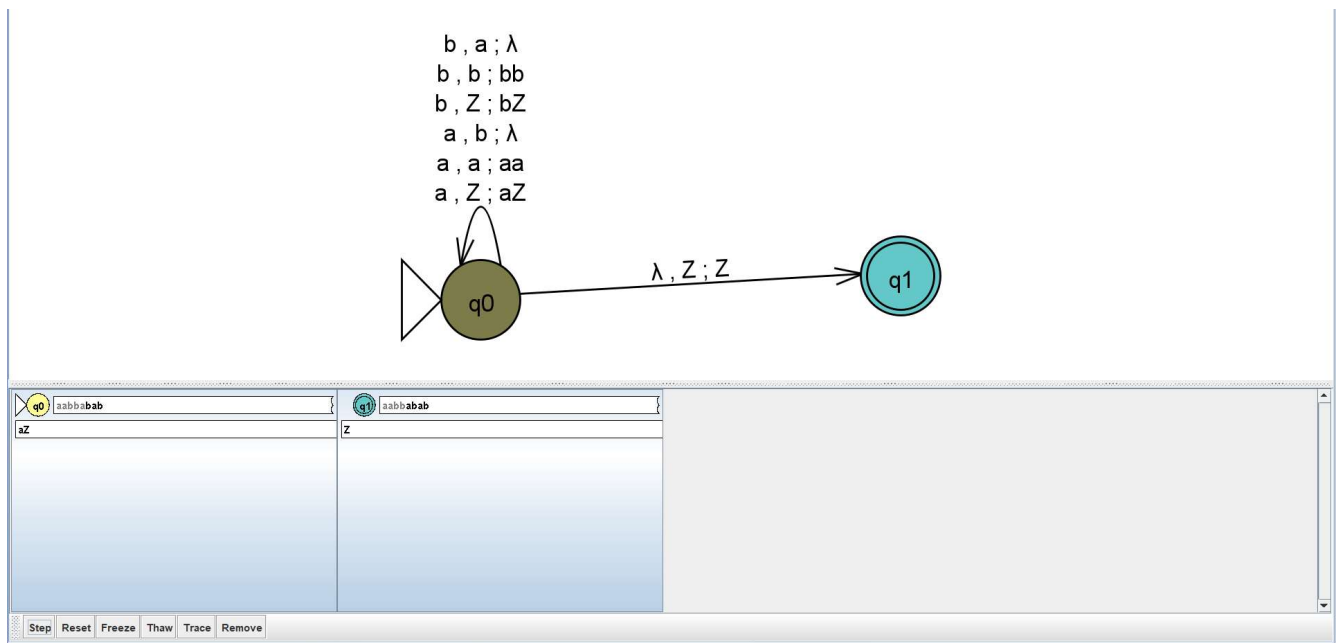 b , a ; λ
b , b ; bb
b , Z ; bZ
a , b ; λ
a , a ; aa
a , Z ; aZ
λ , Z ; Z
q0
q1
q0 aabbabab
q1 aabbabab
aZ
Z
Step Reset Freeze Thaw Trace Remove